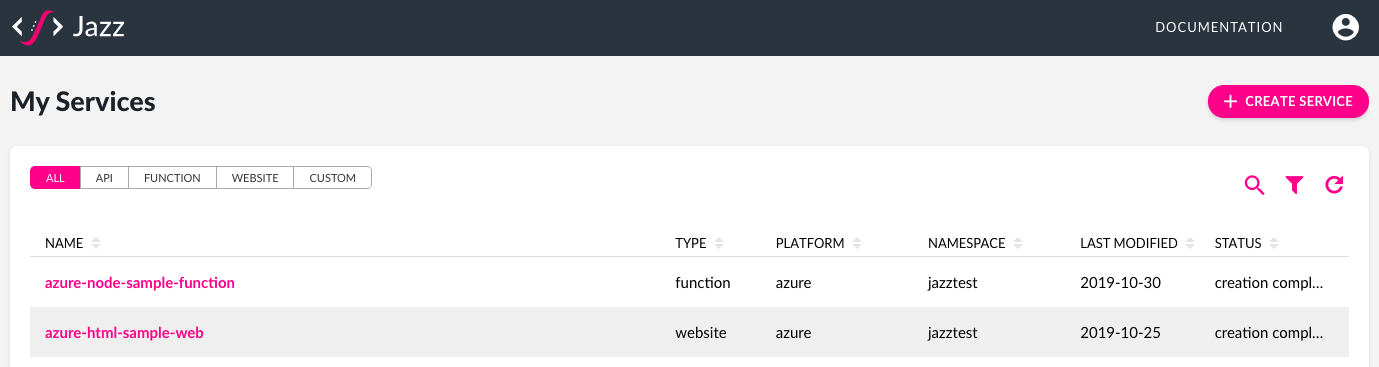 Jazz DOCUMENTATION
My Services + CREATE SERVICE
ALL API FUNCTION WEBSITE CUSTOM
NAME TYPE PLATFORM NAMESPACE LAST MODIFIED STATUS
azure-node-sample-function function azure jazztest 2019-10-30 creation compl...
azure-html-sample-web website azure jazztest 2019-10-25 creation compl...